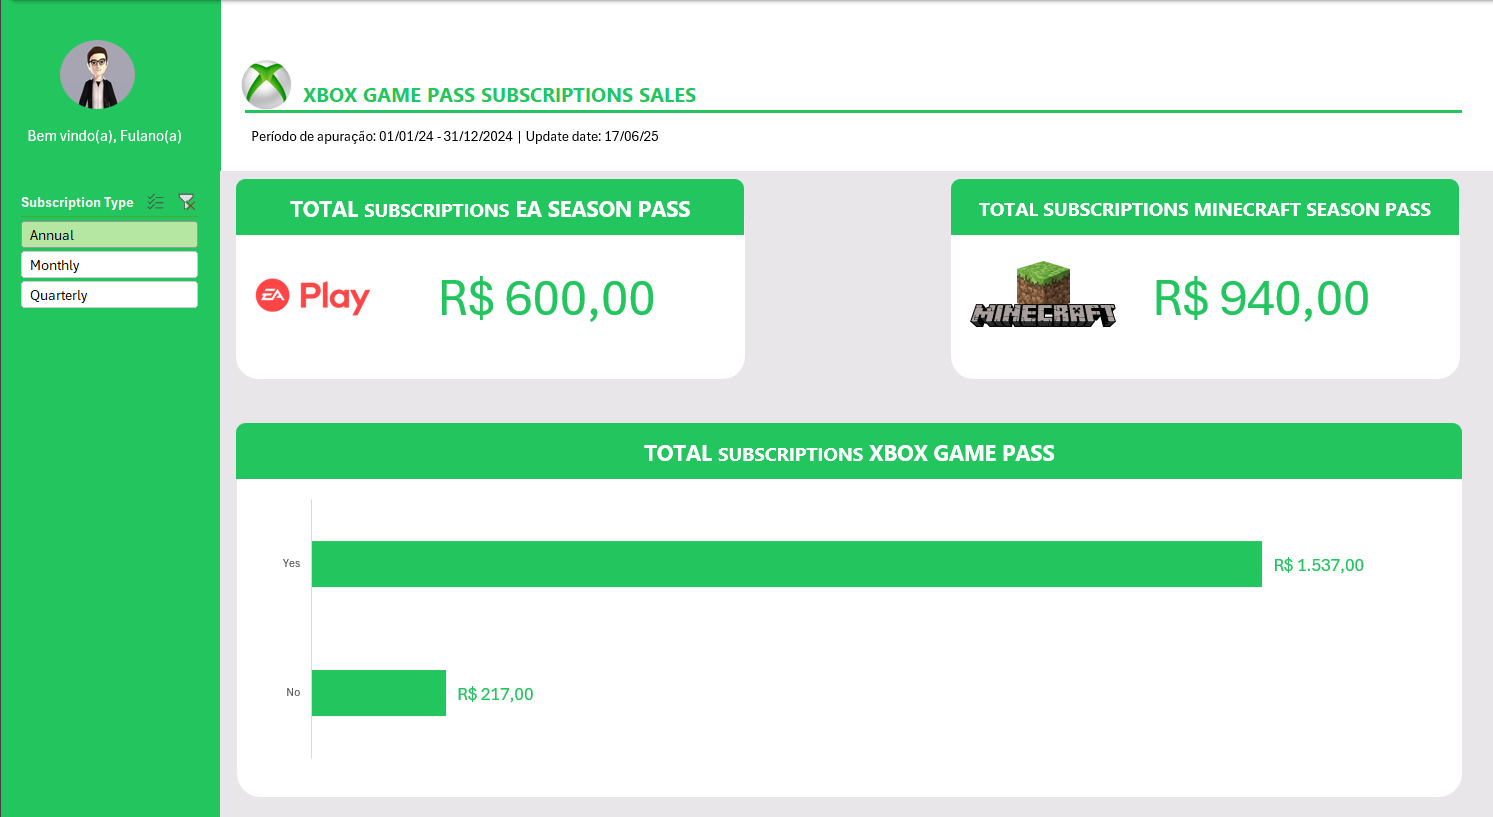 Bem vindo(a), Fulano(a)
Subscription Type
Annual
Monthly
Quarterly
XBOX GAME PASS SUBSCRIPTIONS SALES
Período de apuração: 01/01/24 - 31/12/2024 | Update date: 17/06/25
TOTAL SUBSCRIPTIONS EA SEASON PASS
EA Play
R$ 600,00
TOTAL SUBSCRIPTIONS MINECRAFT SEASON PASS
MINECRAFT
R$ 940,00
TOTAL SUBSCRIPTIONS XBOX GAME PASS
Yes
R$ 1.537,00
No
R$ 217,00